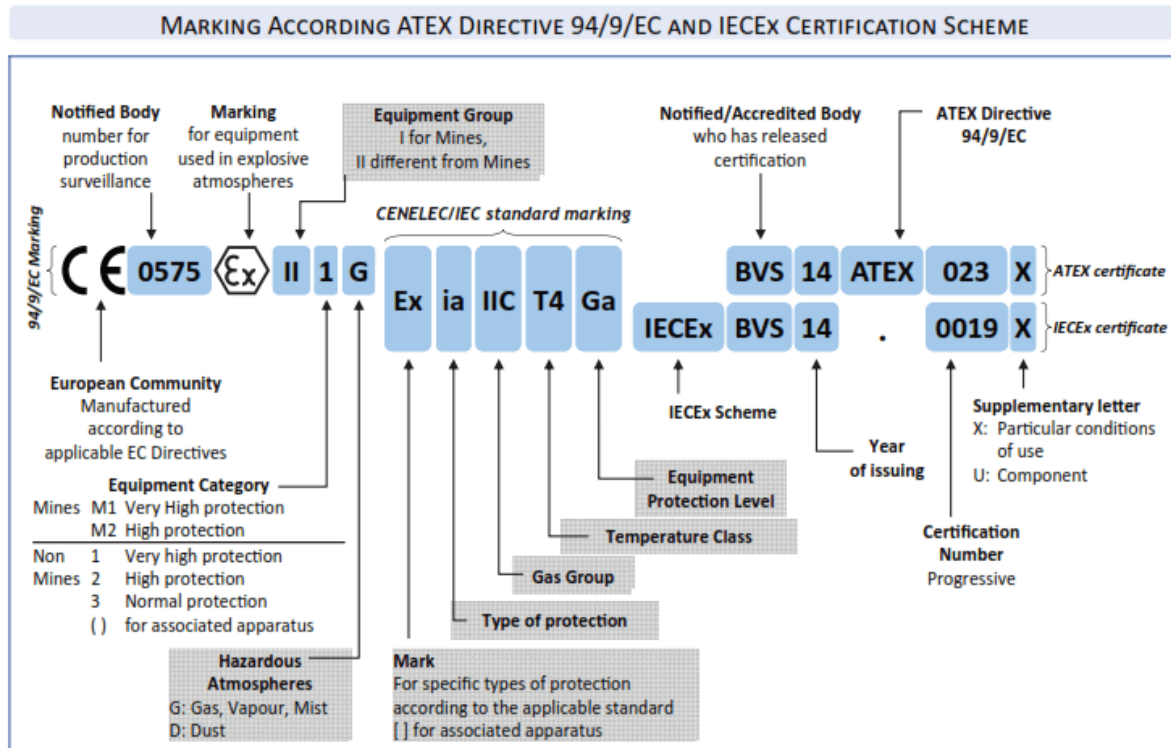 MARKING ACCORDING ATEX DIRECTIVE 94/9/EC AND IECEX CERTIFICATION SCHEME
Notified Body
number for
production
surveillance
Marking
for equipment
used in explosive
atmospheres
Equipment Group
I for Mines,
II different from Mines
Notified/Accredited Body
who has released
certification
ATEX Directive
94/9/EC
CENELEC/IEC standard marking
94/9/EC Marking
CE 0575 Ex II 1 G
Ex ia IIC T4 Ga
BVS 14 ATEX 023 X
ATEX certificate
IECEx BVS 14 . 0019 X
IECEx certificate
European Community
Manufactured
according to
applicable EC Directives
IECEx Scheme
Year
of issuing
Supplementary letter
X: Particular conditions
of use
U: Component
Equipment Category
Mines M1 Very High protection
M2 High protection
Non 1 Very high protection
Mines 2 High protection
3 Normal protection
( ) for associated apparatus
Equipment
Protection Level
Temperature Class
Gas Group
Type of protection
Certification
Number
Progressive
Hazardous
Atmospheres
G: Gas, Vapour, Mist
D: Dust
Mark
For specific types of protection
according to the applicable standard
[ ] for associated apparatus